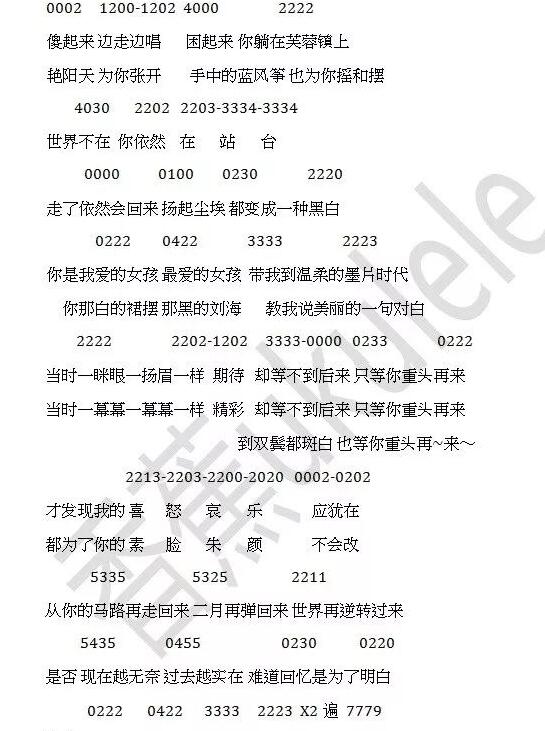 0002 1200-1202 4000 2222
傻起来 边走边唱 困起来 你躺在芙蓉镇上
艳阳天 为你张开 手中的蓝风筝 也为你摇和摆
4030 2202 2203-3334-3334
世界不在 你依然 在 站 台
0000 0100 0230 2220
走了依然会回来 扬起尘埃 都变成一种黑白
0222 0422 3333 2223
你是我爱的女孩 最爱的女孩 带我到温柔的墨片时代
你那白的裙摆 那黑的刘海 教我说美丽的一句对白
2222 2202-1202 3333-0000 0233 0222
当时一眯眼一扬眉一样 期待 却等不到后来 只等你重头再来
当时一幕幕一幕幕一样 精彩 却等不到后来 只等你重头再来
到双鬓都斑白 也等你重头再~来～
2213-2203-2200-2020 0002-0202
才发现我的 喜 怒 哀 乐 应犹在
都为了你的 素 脸 朱 颜 不会改
5335 5325 2211
从你的马路再走回来 二月再弹回来 世界再逆转过来
5435 0455 0230 0220
是否 现在越无奈 过去越实在 难道回忆是为了明白
0222 0422 3333 2223 X2 遍 7779
香蕉ukulele